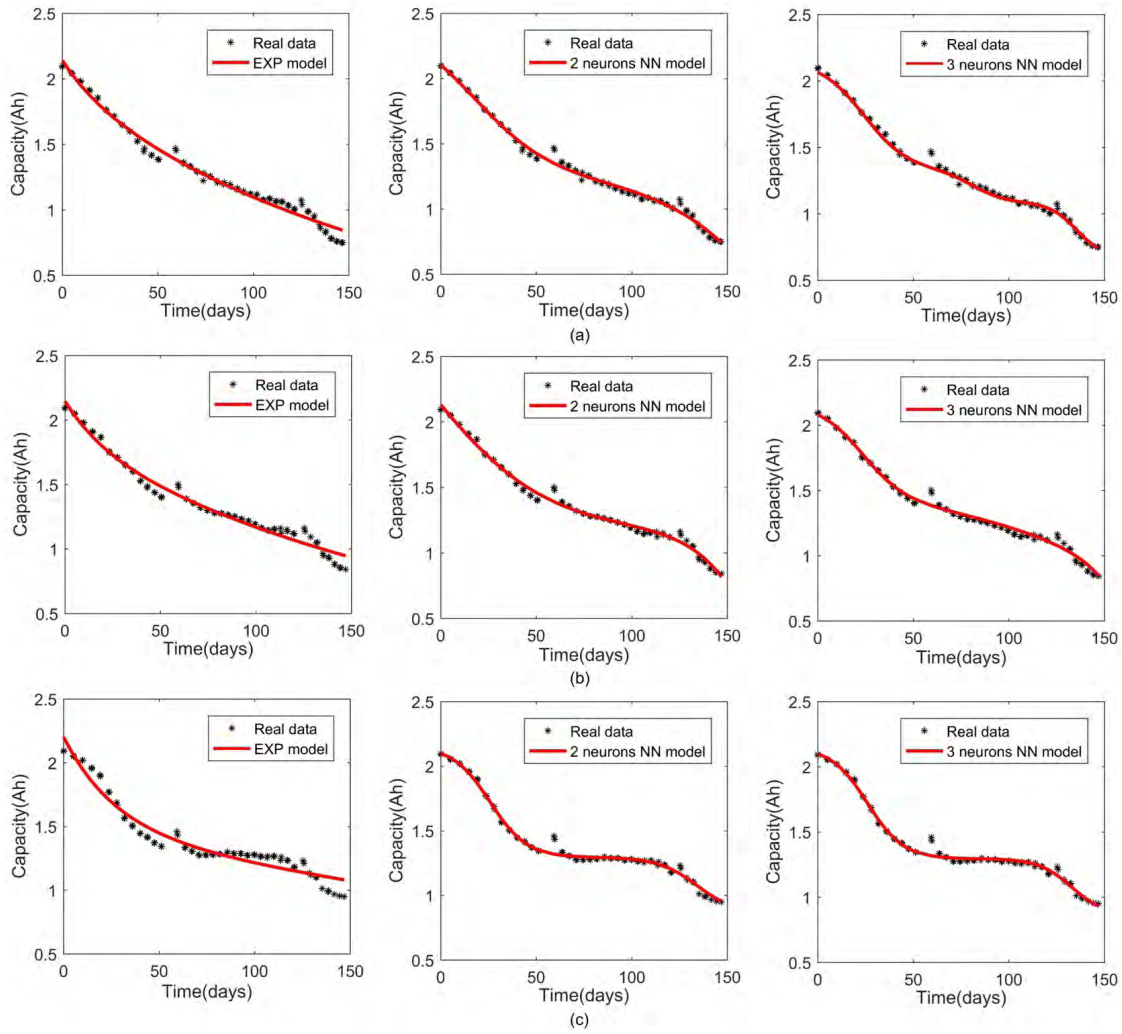 2.5
2
1.5
1
0.5
Capacity(Ah)
Real data
EXP model
0 50 100 150
Time(days)
2.5
2
1.5
1
0.5
Capacity(Ah)
Real data
2 neurons NN model
0 50 100 150
Time(days)
2.5
2
1.5
1
0.5
Capacity(Ah)
Real data
3 neurons NN model
0 50 100 150
Time(days)
(a)
2.5
2
1.5
1
0.5
Capacity(Ah)
Real data
EXP model
0 50 100 150
Time(days)
2.5
2
1.5
1
0.5
Capacity(Ah)
Real data
2 neurons NN model
0 50 100 150
Time(days)
2.5
2
1.5
1
0.5
Capacity(Ah)
Real data
3 neurons NN model
0 50 100 150
Time(days)
(b)
2.5
2
1.5
1
0.5
Capacity(Ah)
Real data
EXP model
0 50 100 150
Time(days)
2.5
2
1.5
1
0.5
Capacity(Ah)
Real data
2 neurons NN model
0 50 100 150
Time(days)
2.5
2
1.5
1
0.5
Capacity(Ah)
Real data
3 neurons NN model
0 50 100 150
Time(days)
(c)